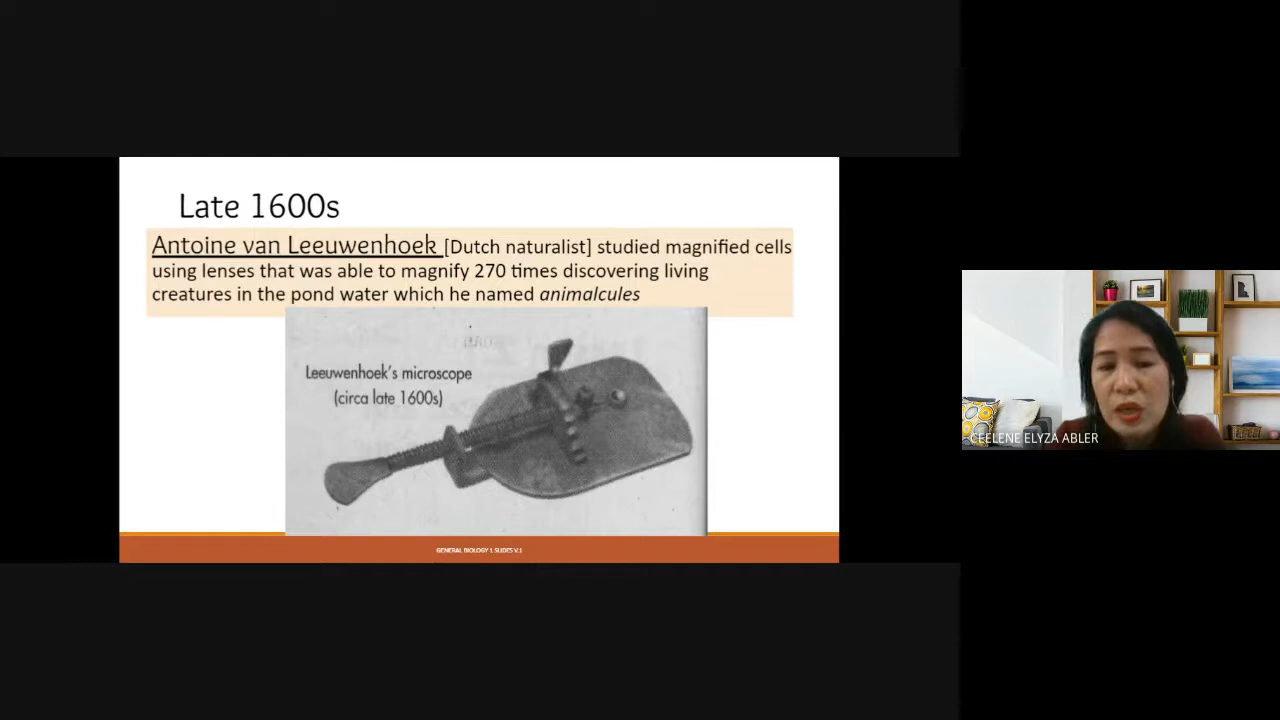 Late 1600s
Antoine van Leeuwenhoek [Dutch naturalist] studied magnified cells
using lenses that was able to magnify 270 times discovering living
creatures in the pond water which he named animalcules
Leeuwenhoek's microscope
(circa late 1600s)
GENERAL BIOLOGY 1 SLIDES V.1
CEELENE ELYZA ABLER